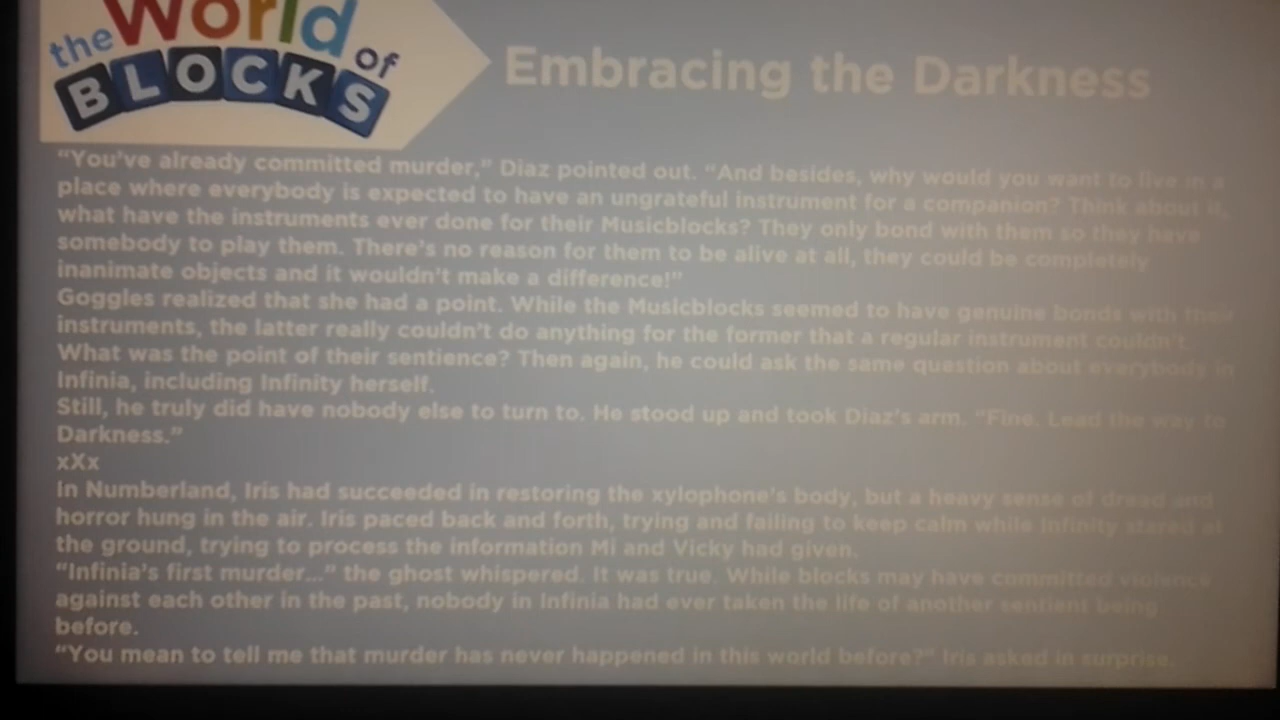 the World of
BLOCKS
Embracing the Darkness
“You’ve already committed murder,” Diaz pointed out. “And besides, why would you want to live in a
place where everybody is expected to have an ungrateful instrument for a companion? Think about it,
what have the instruments ever done for their Musicblocks? They only bond with them so they have
somebody to play them. There’s no reason for them to be alive at all, they could be completely
inanimate objects and it wouldn’t make a difference!”
Goggles realized that she had a point. While the Musicblocks seemed to have genuine bonds with their
instruments, the latter really couldn’t do anything for the former that a regular instrument couldn’t.
What was the point of their sentience? Then again, he could ask the same question about everybody in
Infinia, including Infinity herself.
Still, he truly did have nobody else to turn to. He stood up and took Diaz’s arm. “Fine. Lead the way to
Darkness.”
xXx
In Numberland, Iris had succeeded in restoring the xylophone’s body, but a heavy sense of dread and
horror hung in the air. Iris paced back and forth, trying and failing to keep calm while Infinity stared at
the ground, trying to process the information Mi and Vicky had given.
“Infinia’s first murder...” the ghost whispered. It was true. While blocks may have committed violence
against each other in the past, nobody in Infinia had ever taken the life of another sentient being
before.
“You mean to tell me that murder has never happened in this world before?” Iris asked in surprise.